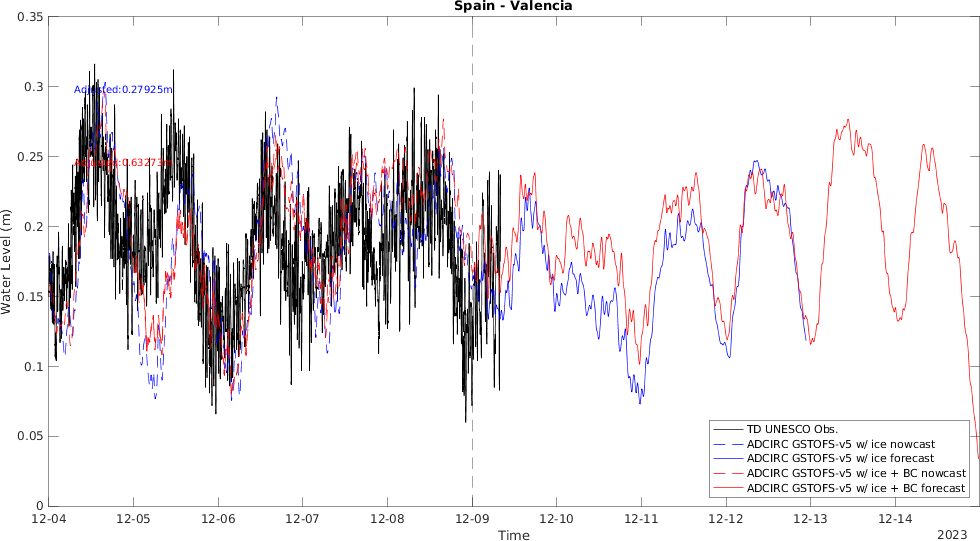 Spain - Valencia
0.35
0.3
0.25
0.2
0.15
0.1
0.05
0
Water Level (m)
Adjusted:0.27925m
Adjusted:0.63273m
TD UNESCO Obs.
ADCIRC GSTOFS-v5 w/ ice nowcast
ADCIRC GSTOFS-v5 w/ ice forecast
ADCIRC GSTOFS-v5 w/ ice + BC nowcast
ADCIRC GSTOFS-v5 w/ ice + BC forecast
12-04 12-05 12-06 12-07 12-08 12-09 12-10 12-11 12-12 12-13 12-14
Time
2023